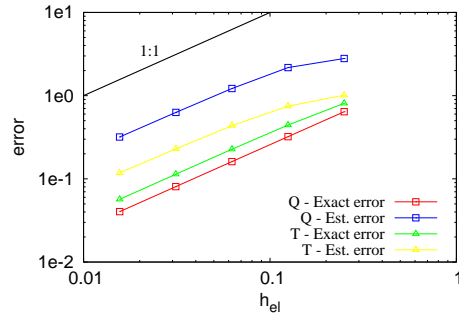 1e1
1:1
1e0
error
1e-1
Q - Exact error
Q - Est. error
T - Exact error
T - Est. error
1e-2
0.01 0.1 1
h_el